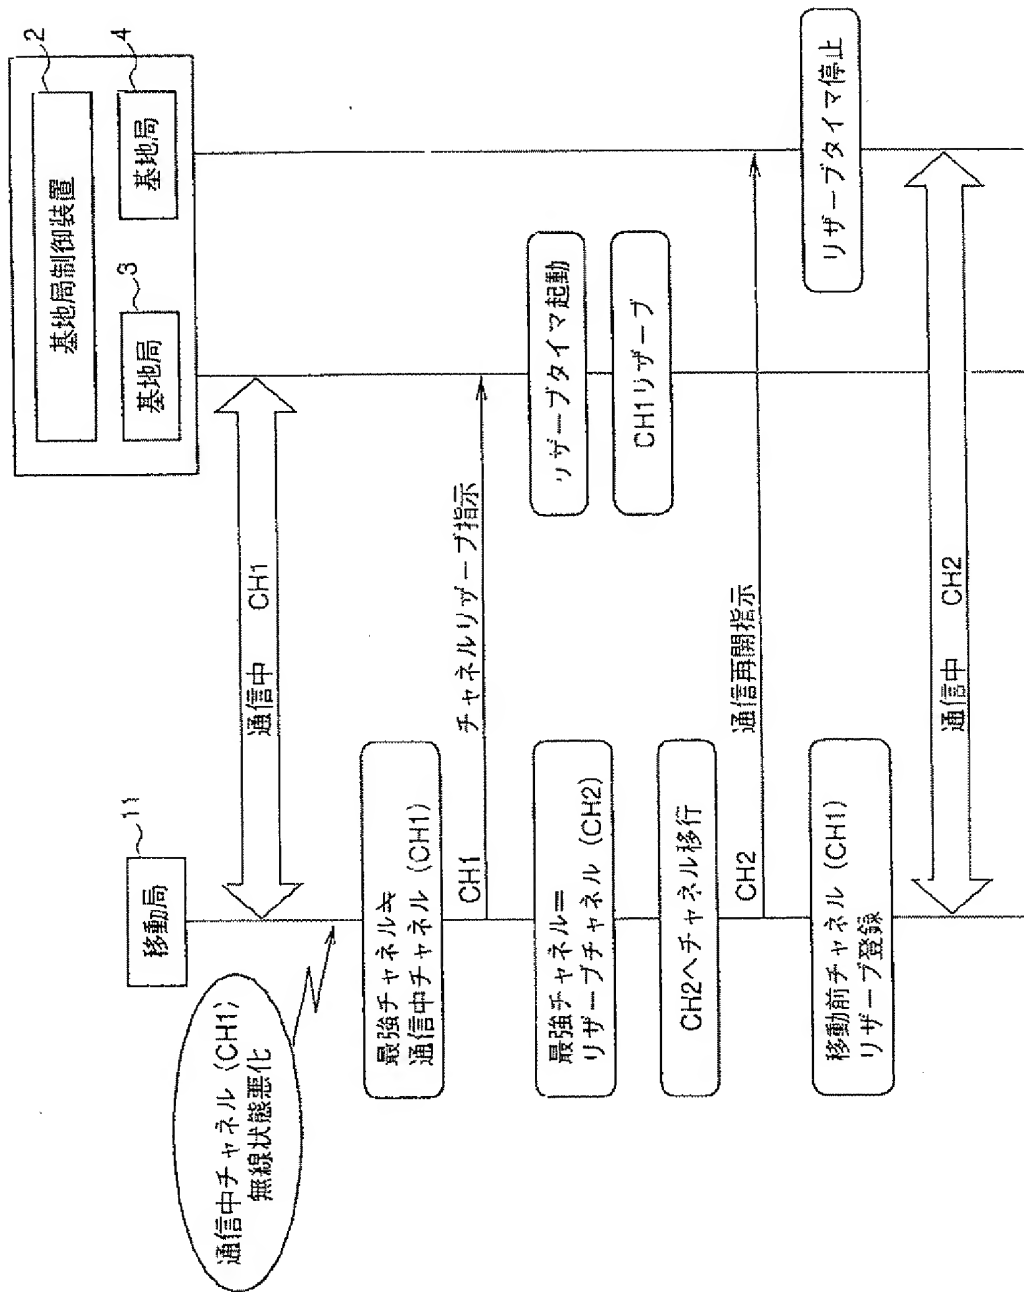 移動局
11
基地局制御装置
2
基地局
3
基地局
4
通信中チャネル (CH1)
無線状態悪化
通信中 CH1
最強チャネル≒
通信中チャネル (CH1)
CH1 チャネルリザーブ指示
リザーブタイマ起動
CH1リザーブ
最強チャネル=
リザーブチャネル (CH2)
CH2へチャネル移行
CH2 通信再開指示
リザーブタイマ停止
移動前チャネル (CH1)
リザーブ登録
通信中 CH2